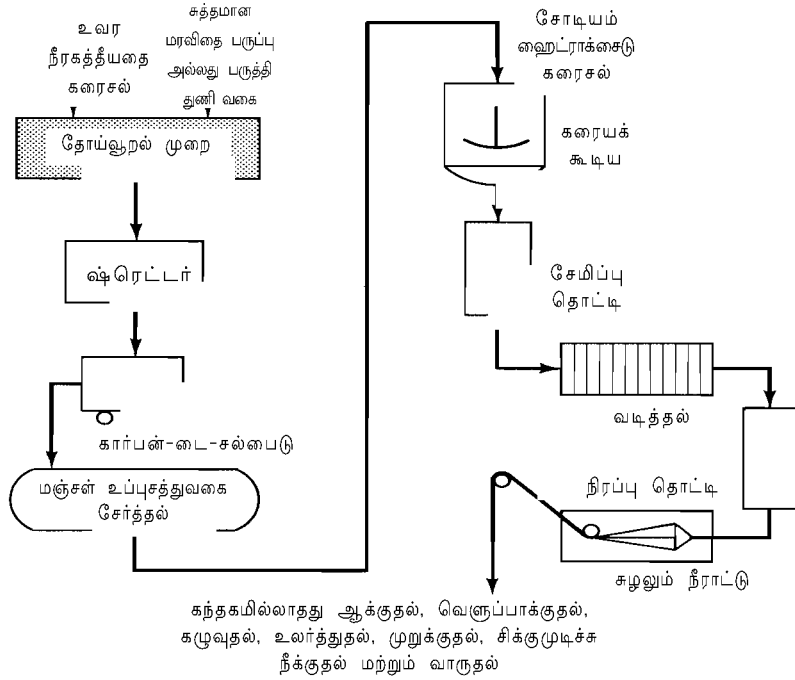 உவர
நீரகத்தீயதை
கரைசல்
சுத்தமான
மரவிதை பருப்பு
அல்லது பருத்தி
துணி வகை
தோய்வூறல் முறை
ஷ்ரெட்டர்
கார்பன்-டை-சல்பைடு
மஞ்சள் உப்புசத்துவகை
சேர்த்தல்
சோடியம்
ஹைட்ராக்சைடு
கரைசல்
கரையக்
கூடிய
சேமிப்பு
தொட்டி
வடித்தல்
நிரப்பு தொட்டி
சுழலும் நீராட்டு
கந்தகமில்லாதது ஆக்குதல், வெளுப்பாக்குதல்,
கழுவுதல், உலர்த்துதல், முறுக்குதல், சிக்குமுடிச்சு
நீக்குதல் மற்றும் வாருதல்